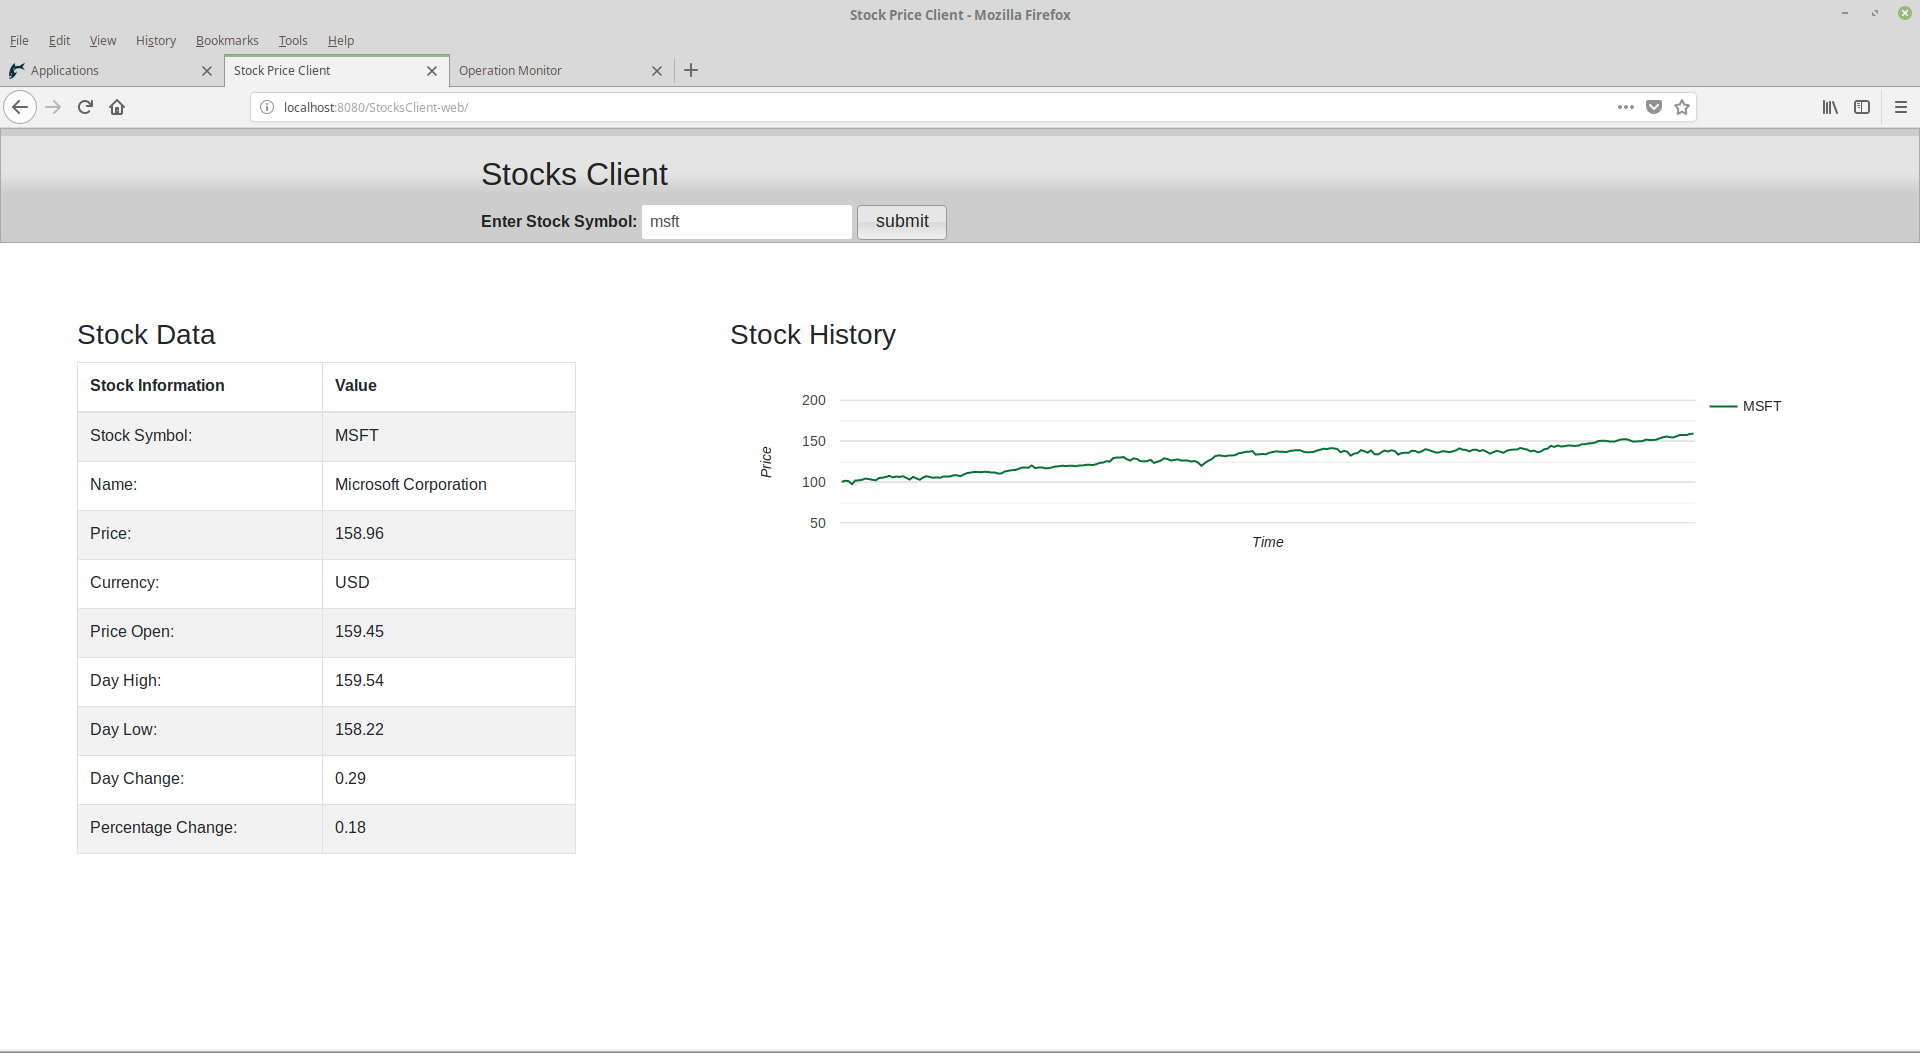 Stock Price Client - Mozilla Firefox
File Edit View History Bookmarks Tools Help
Applications Stock Price Client Operation Monitor
localhost:8080/StocksClient-web/
Stocks Client
Enter Stock Symbol: msft submit
Stock Data
Stock Information Value
Stock Symbol: MSFT
Name: Microsoft Corporation
Price: 158.96
Currency: USD
Price Open: 159.45
Day High: 159.54
Day Low: 158.22
Day Change: 0.29
Percentage Change: 0.18
Stock History
200
150
100
50
Price
Time
MSFT